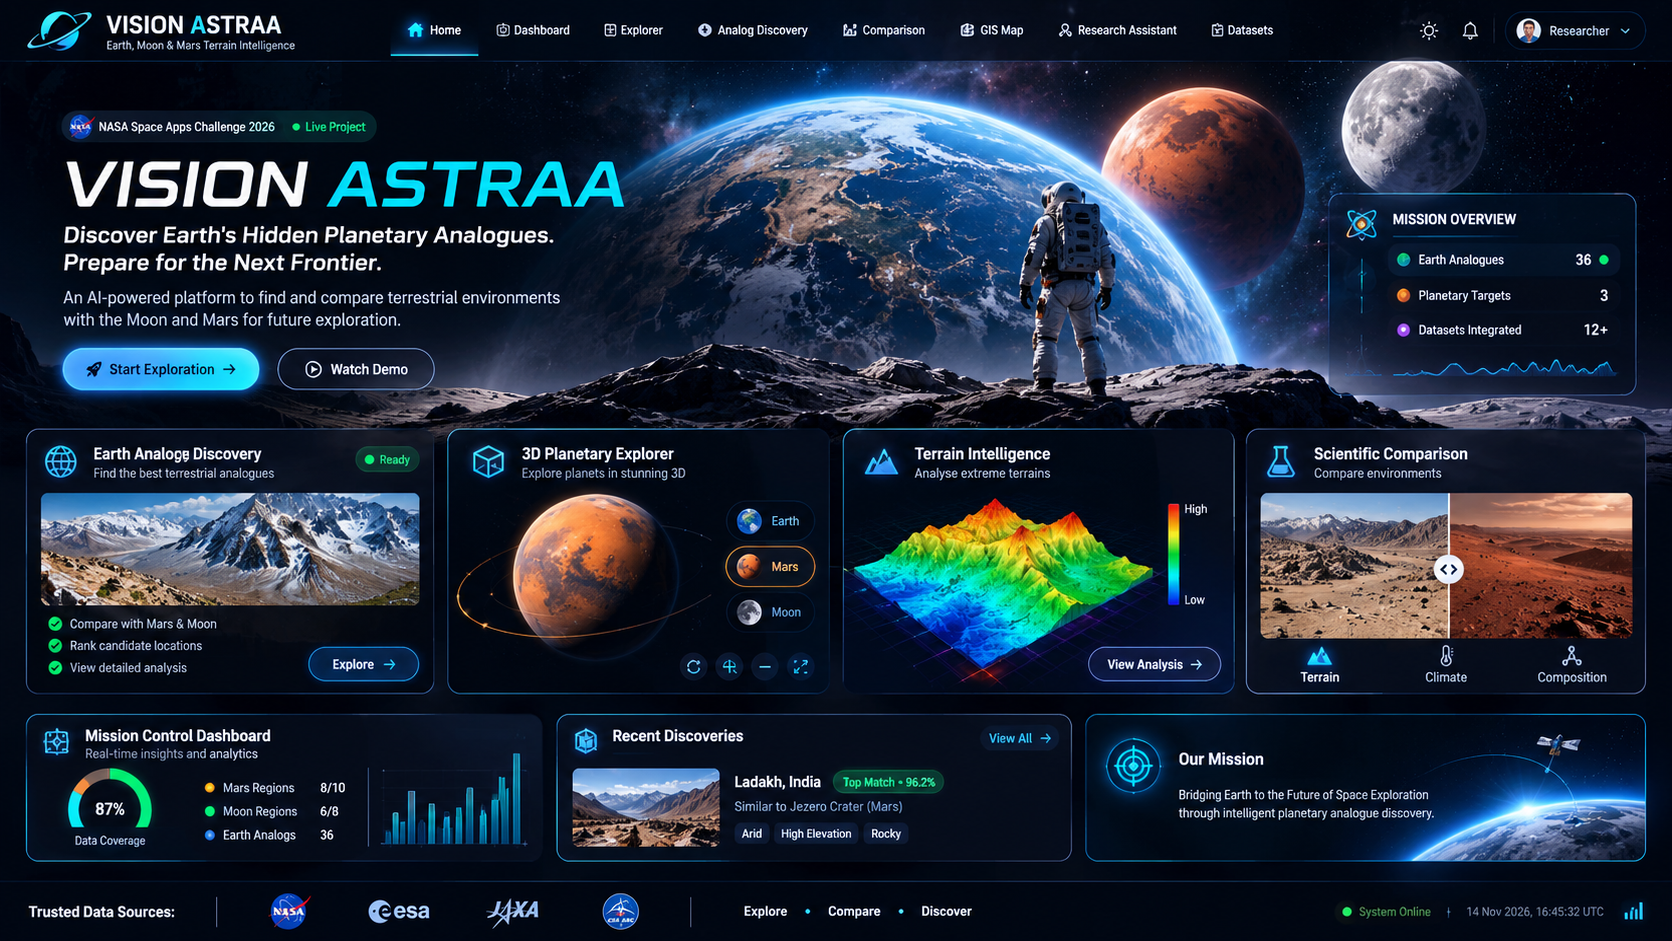 VISION ASTRAA
Earth, Moon & Mars Terrain Intelligence
Home
Dashboard
Explorer
Analog Discovery
Comparison
GIS Map
Research Assistant
Datasets
Researcher
NASA
NASA Space Apps Challenge 2026
Live Project
VISION ASTRAA
Discover Earth's Hidden Planetary Analogues.
Prepare for the Next Frontier.
An AI-powered platform to find and compare terrestrial environments
with the Moon and Mars for future exploration.
Start Exploration
Watch Demo
MISSION OVERVIEW
Earth Analogues 36
Planetary Targets 3
Datasets Integrated 12+
Earth Analog Discovery
Find the best terrestrial analogues
Ready
Compare with Mars & Moon
Rank candidate locations
View detailed analysis
Explore
3D Planetary Explorer
Explore planets in stunning 3D
Earth
Mars
Moon
Terrain Intelligence
Analyse extreme terrains
High
Low
View Analysis
Scientific Comparison
Compare environments
Terrain
Climate
Composition
Mission Control Dashboard
Real-time insights and analytics
87%
Data Coverage
Mars Regions 8/10
Moon Regions 6/8
Earth Analogs 36
Recent Discoveries
View All
Ladakh, India
Top Match • 96.2%
Similar to Jezero Crater (Mars)
Arid
High Elevation
Rocky
Our Mission
Bridging Earth to the Future of Space Exploration
through intelligent planetary analogue discovery.
Trusted Data Sources:
NASA
esa
JAXA
Explore • Compare • Discover
System Online
14 Nov 2026, 16:45:32 UTC